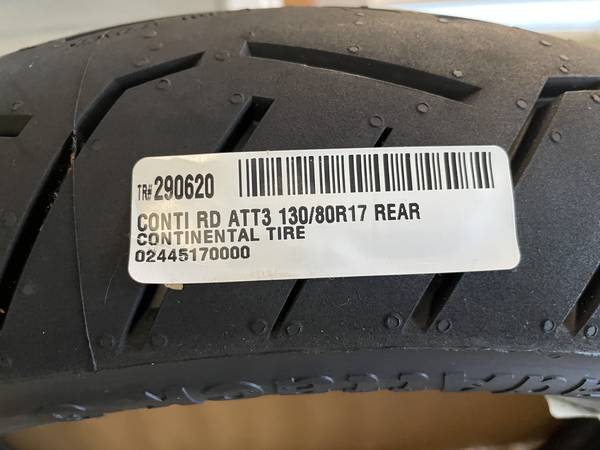 TR# 290620
CONTI RD ATT3 130/80R17 REAR
CONTINENTAL TIRE
02445170000